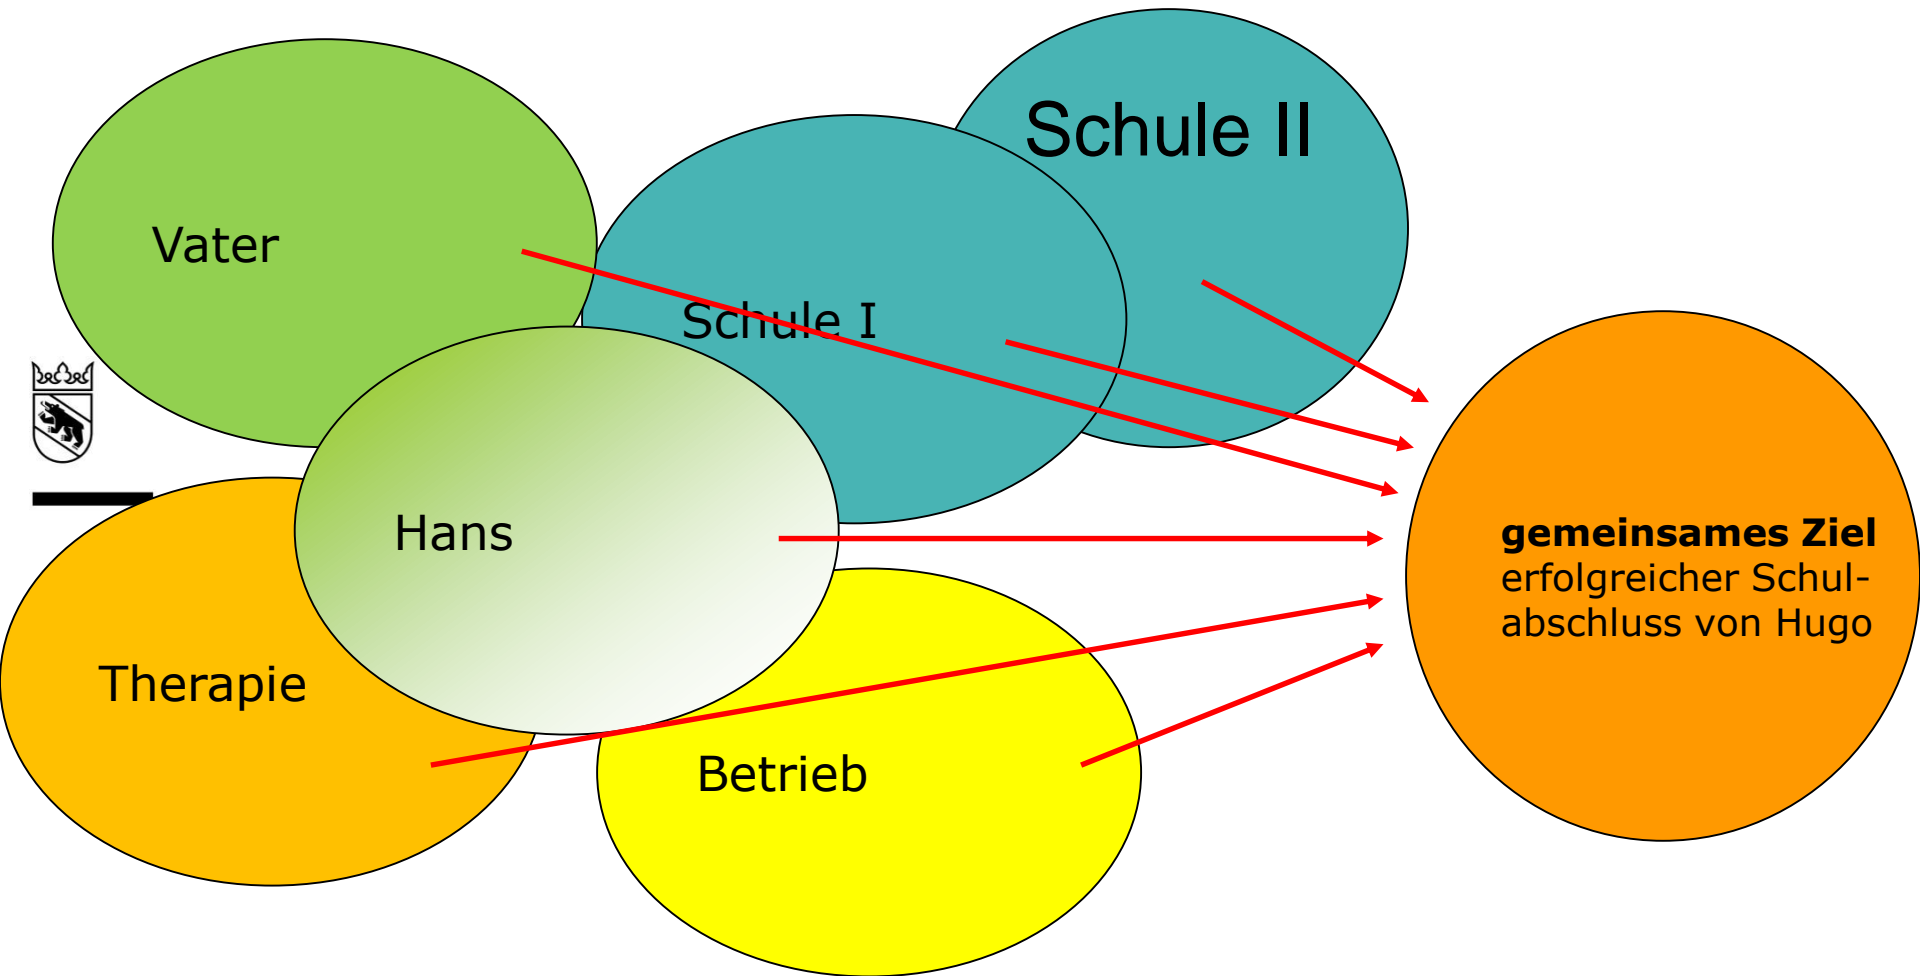 Schule II
Vater
Schule I
Hans
gemeinsames Ziel
erfolgreicher Schul-
abschluss von Hugo
Therapie
Betrieb